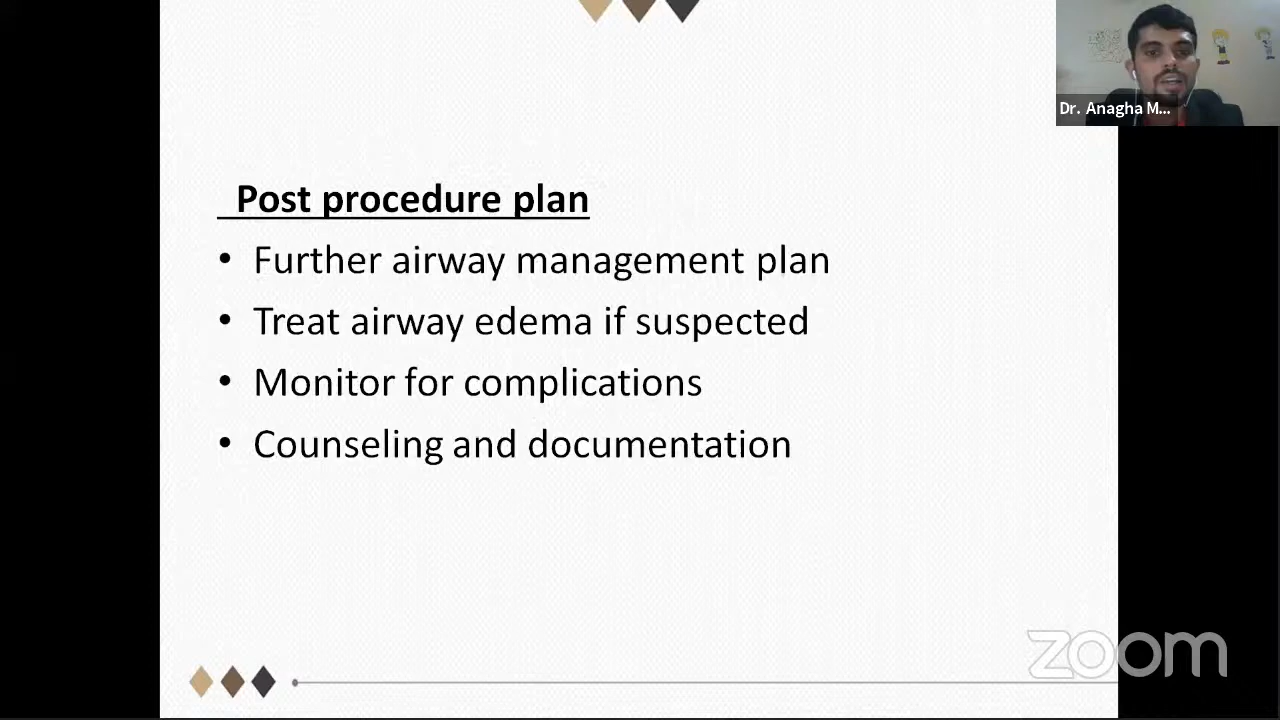 Dr. Anagha M...
Post procedure plan
• Further airway management plan
• Treat airway edema if suspected
• Monitor for complications
• Counseling and documentation
zoom